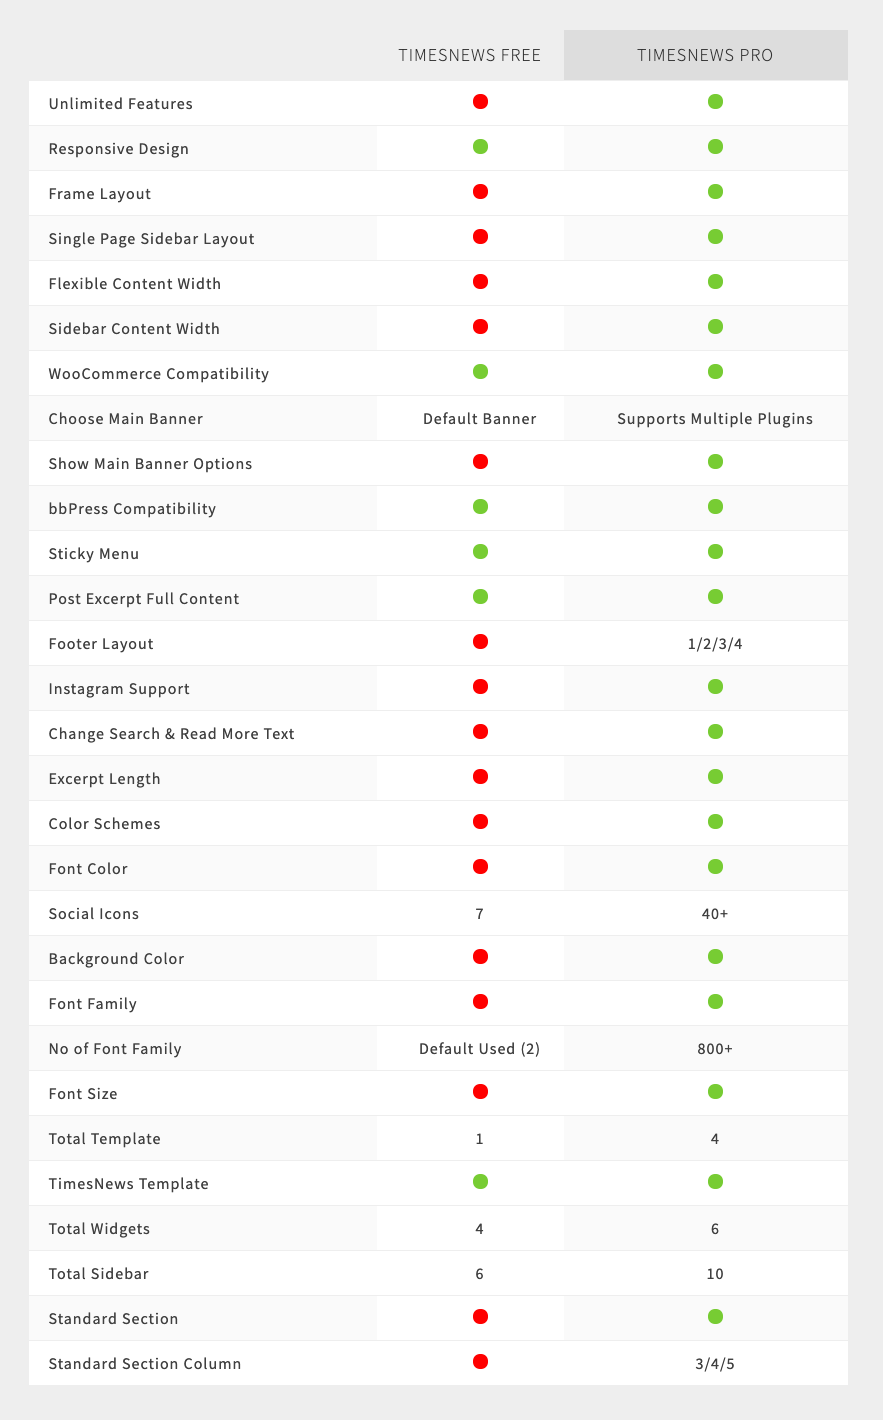 TIMESNEWS FREE TIMESNEWS PRO
Unlimited Features
Responsive Design
Frame Layout
Single Page Sidebar Layout
Flexible Content Width
Sidebar Content Width
WooCommerce Compatibility
Choose Main Banner Default Banner Supports Multiple Plugins
Show Main Banner Options
bbPress Compatibility
Sticky Menu
Post Excerpt Full Content
Footer Layout 1/2/3/4
Instagram Support
Change Search & Read More Text
Excerpt Length
Color Schemes
Font Color
Social Icons 7 40+
Background Color
Font Family
No of Font Family Default Used (2) 800+
Font Size
Total Template 1 4
TimesNews Template
Total Widgets 4 6
Total Sidebar 6 10
Standard Section
Standard Section Column 3/4/5